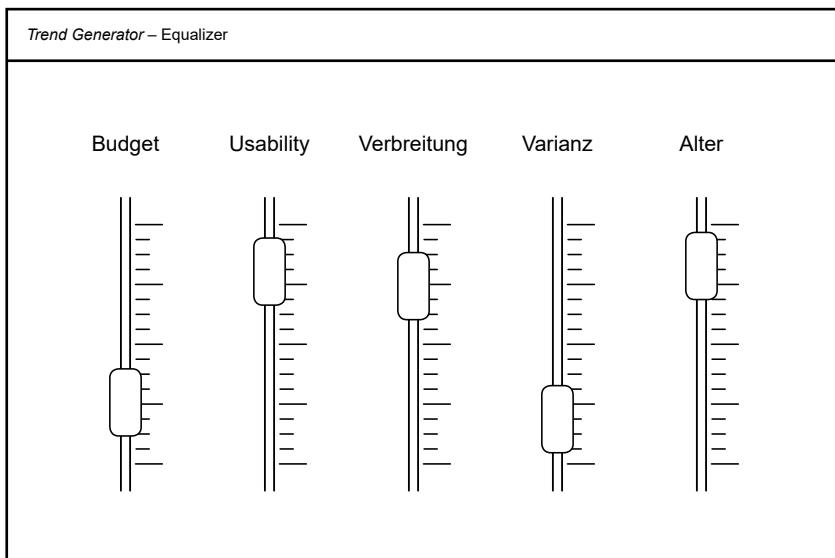 Trend Generator – Equalizer
Budget Usability Verbreitung Varianz Alter